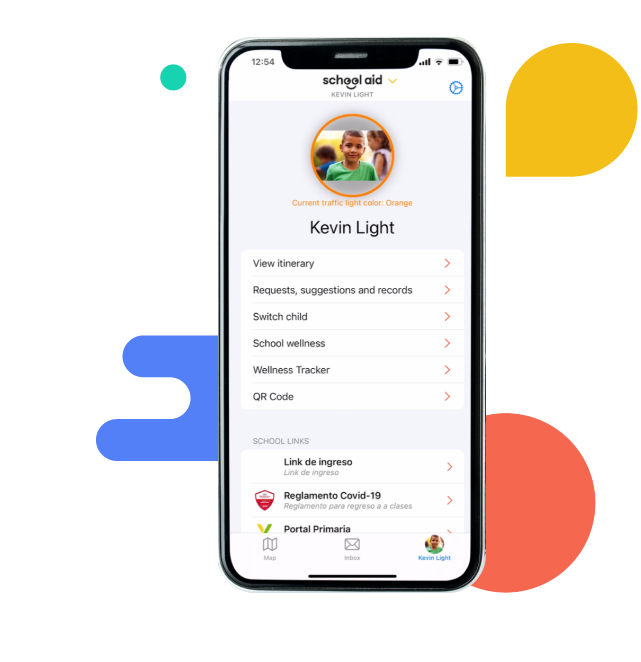 12:54
school aid
KEVIN LIGHT
Current traffic light color: Orange
Kevin Light
View itinerary
Requests, suggestions and records
Switch child
School wellness
Wellness Tracker
QR Code
SCHOOL LINKS
Link de ingreso
Link de ingreso
Reglamento Covid-19
Reglamento para regreso a a clases
Portal Primaria
Map
Inbox
Kevin Light